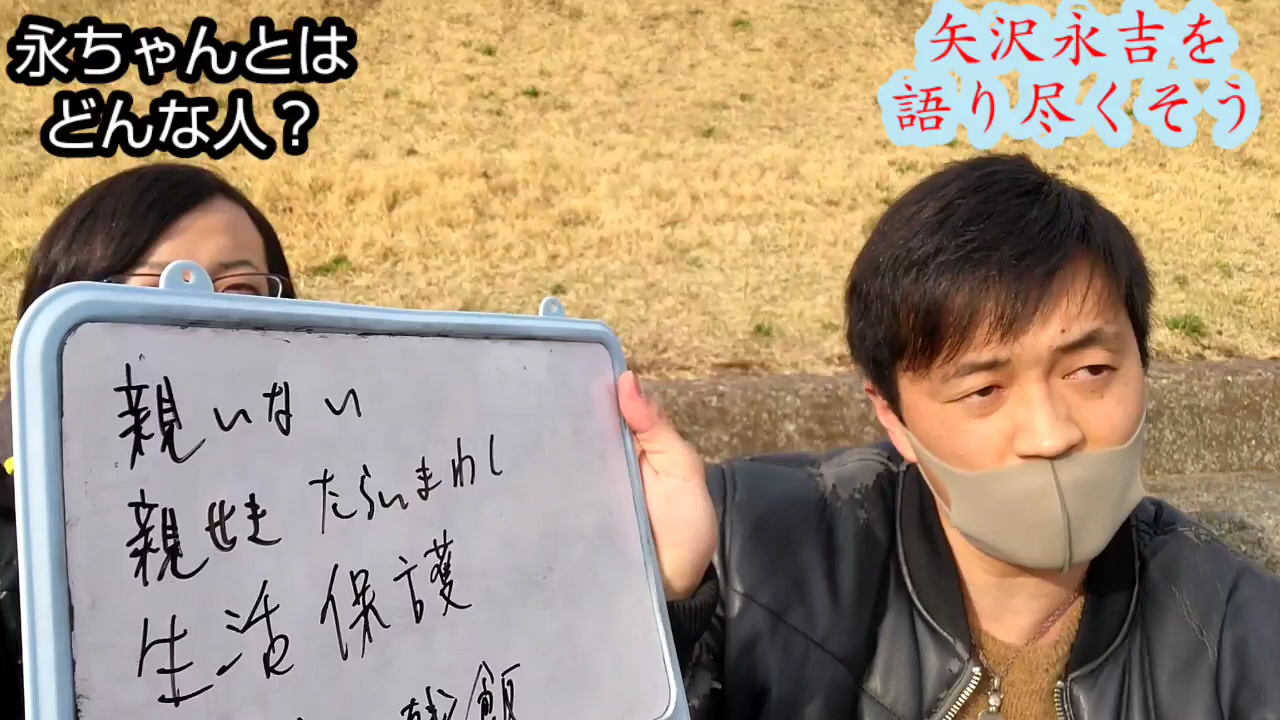 永ちゃんとは
どんな人?
矢沢永吉を
語り尽くそう
親いない
親せき たらいまわし
生活保護